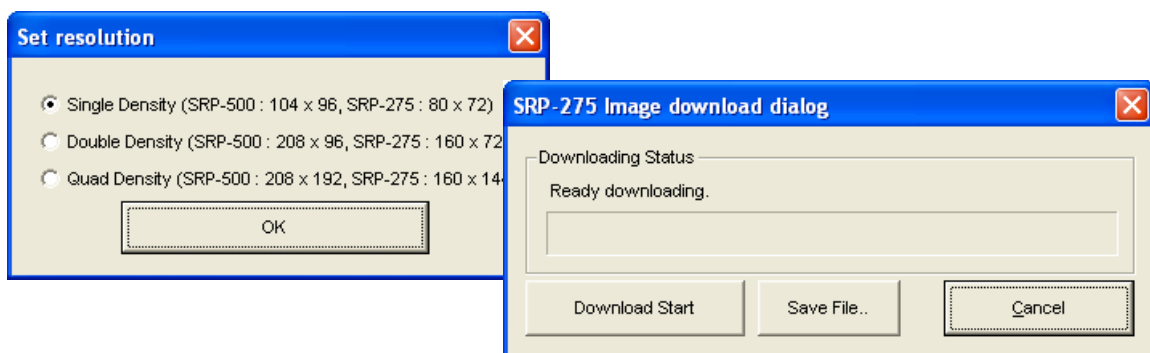 Set resolution
Single Density (SRP-500 : 104 x 96, SRP-275 : 80 x 72)
Double Density (SRP-500 : 208 x 96, SRP-275 : 160 x 72
Quad Density (SRP-500 : 208 x 192, SRP-275 : 160 x
OK
SRP-275 Image download dialog
Downloading Status
Ready downloading.
Download Start
Save File..
Cancel